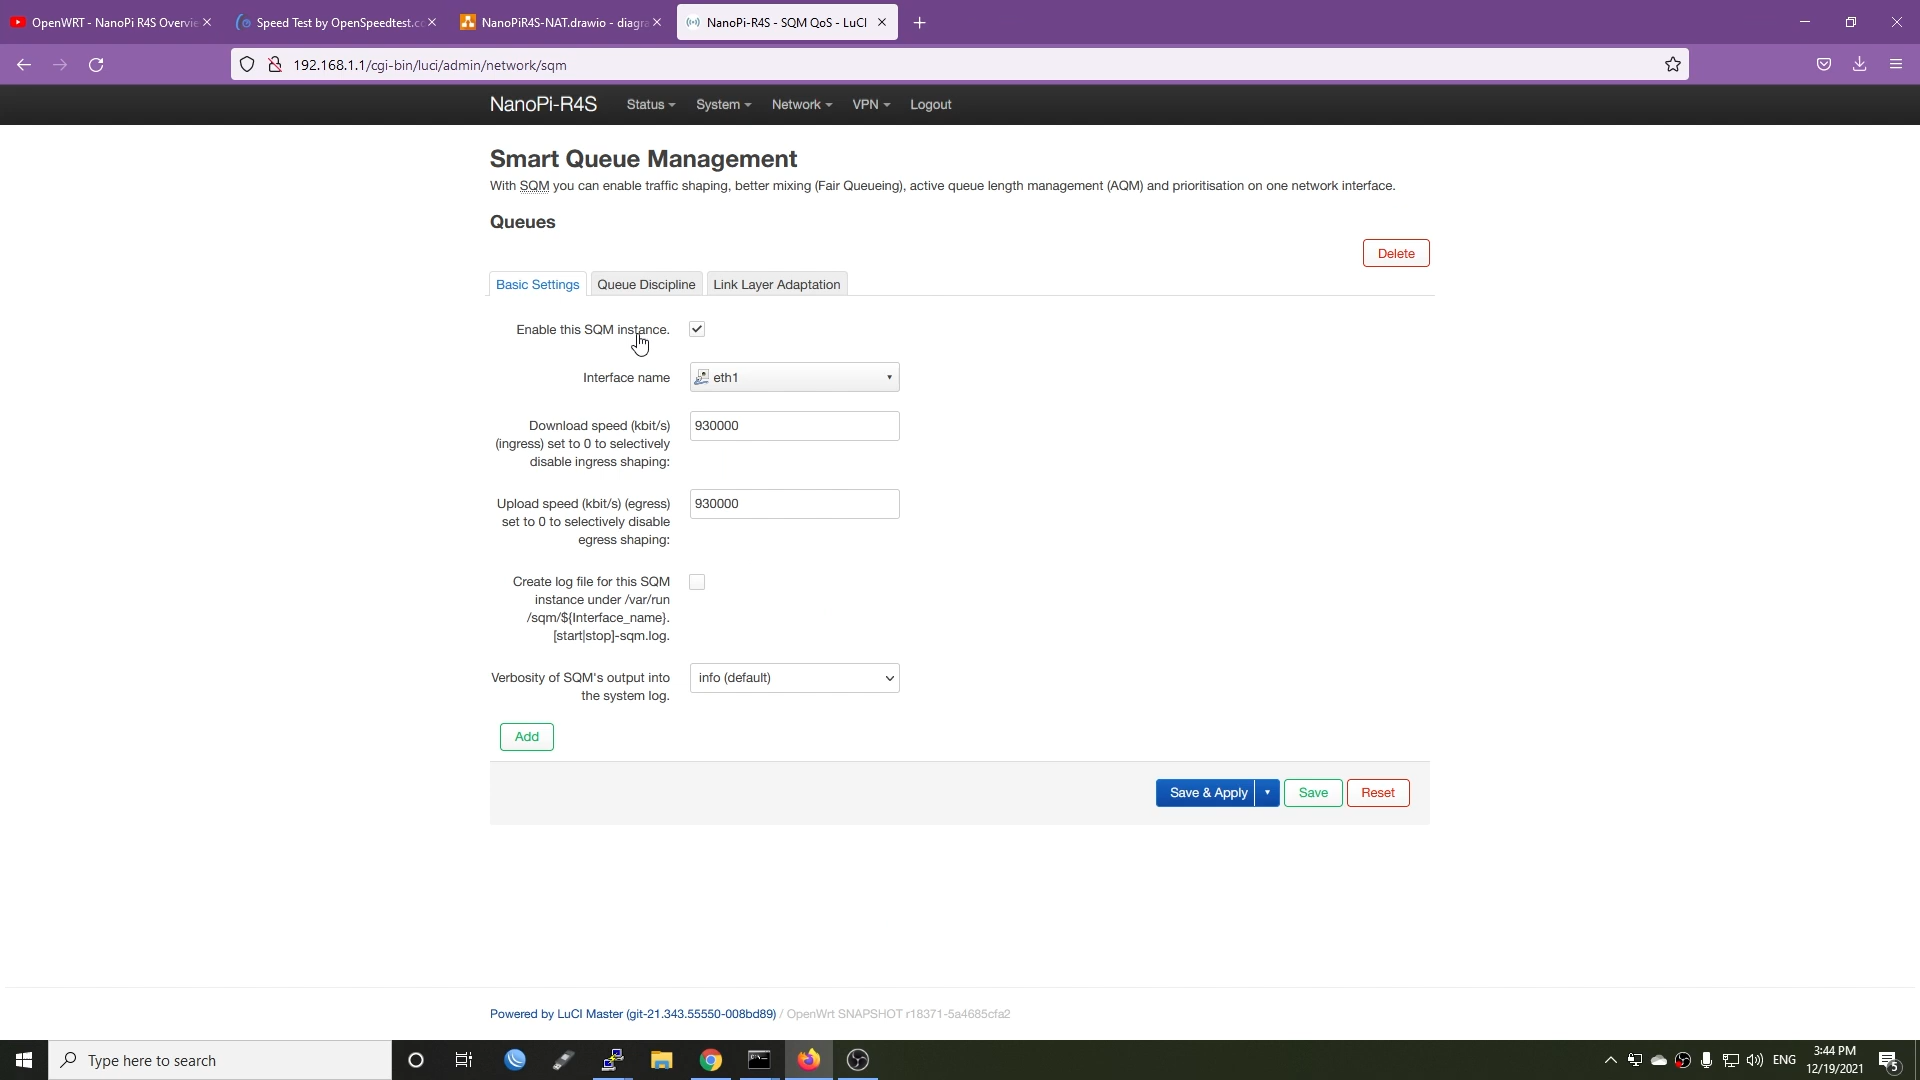 OpenWRT - NanoPi R4S Overvie
Speed Test by OpenSpeedtest.co
NanoPiR4S-NAT.drawio - diagra
NanoPi-R4S - SQM QoS - LuCI
192.168.1.1/cgi-bin/luci/admin/network/sqm
NanoPi-R4S Status System Network VPN Logout
Smart Queue Management
With SQM you can enable traffic shaping, better mixing (Fair Queueing), active queue length management (AQM) and prioritisation on one network interface.
Queues
Delete
Basic Settings Queue Discipline Link Layer Adaptation
Enable this SQM instance.
Interface name eth1
Download speed (kbit/s) 930000
(ingress) set to 0 to selectively
disable ingress shaping:
Upload speed (kbit/s) (egress) 930000
set to 0 to selectively disable
egress shaping:
Create log file for this SQM
instance under /var/run
/sqm/${Interface_name}.
[start|stop]-sqm.log.
Verbosity of SQM's output into info (default)
the system log.
Add
Save & Apply Save Reset
Powered by LuCI Master (git-21.343.55550-008bd89) / OpenWrt SNAPSHOT r18371-5a4685cfa2
Type here to search
ENG
3:44 PM
12/19/2021
5